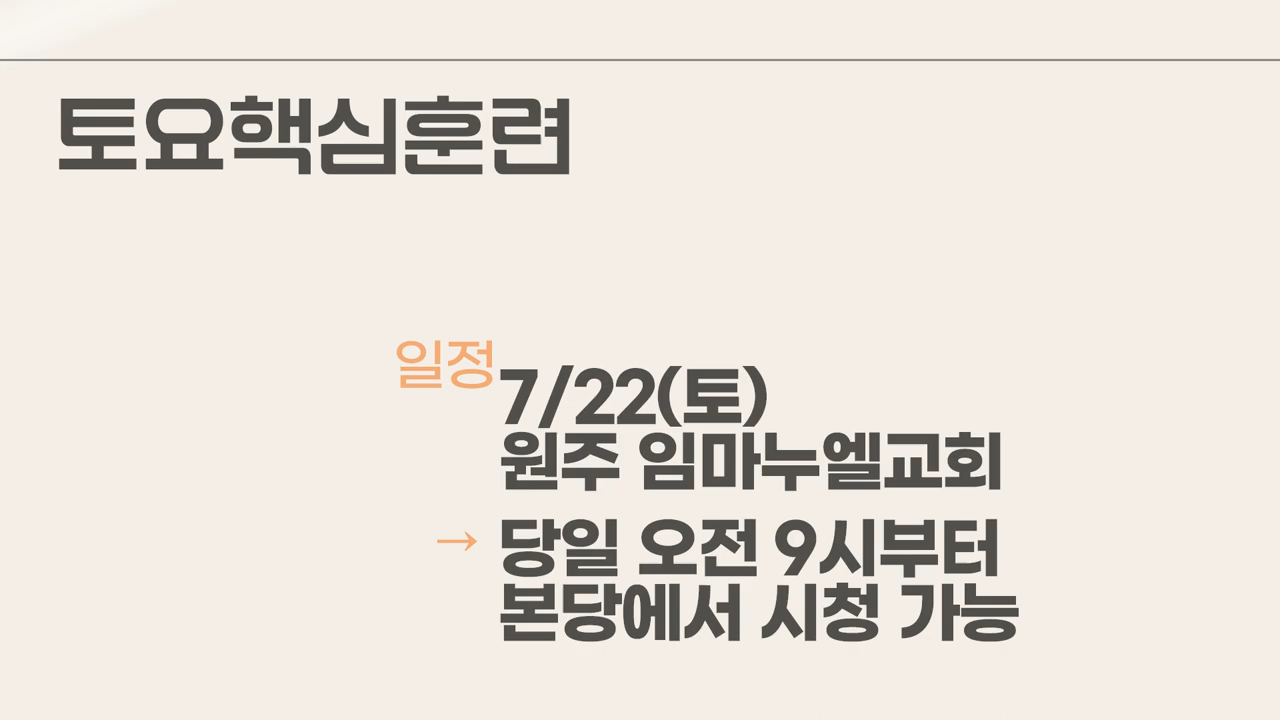 토요핵심훈련
일정
7/22(토)
원주 임마누엘교회
→ 당일 오전 9시부터
본당에서 시청 가능